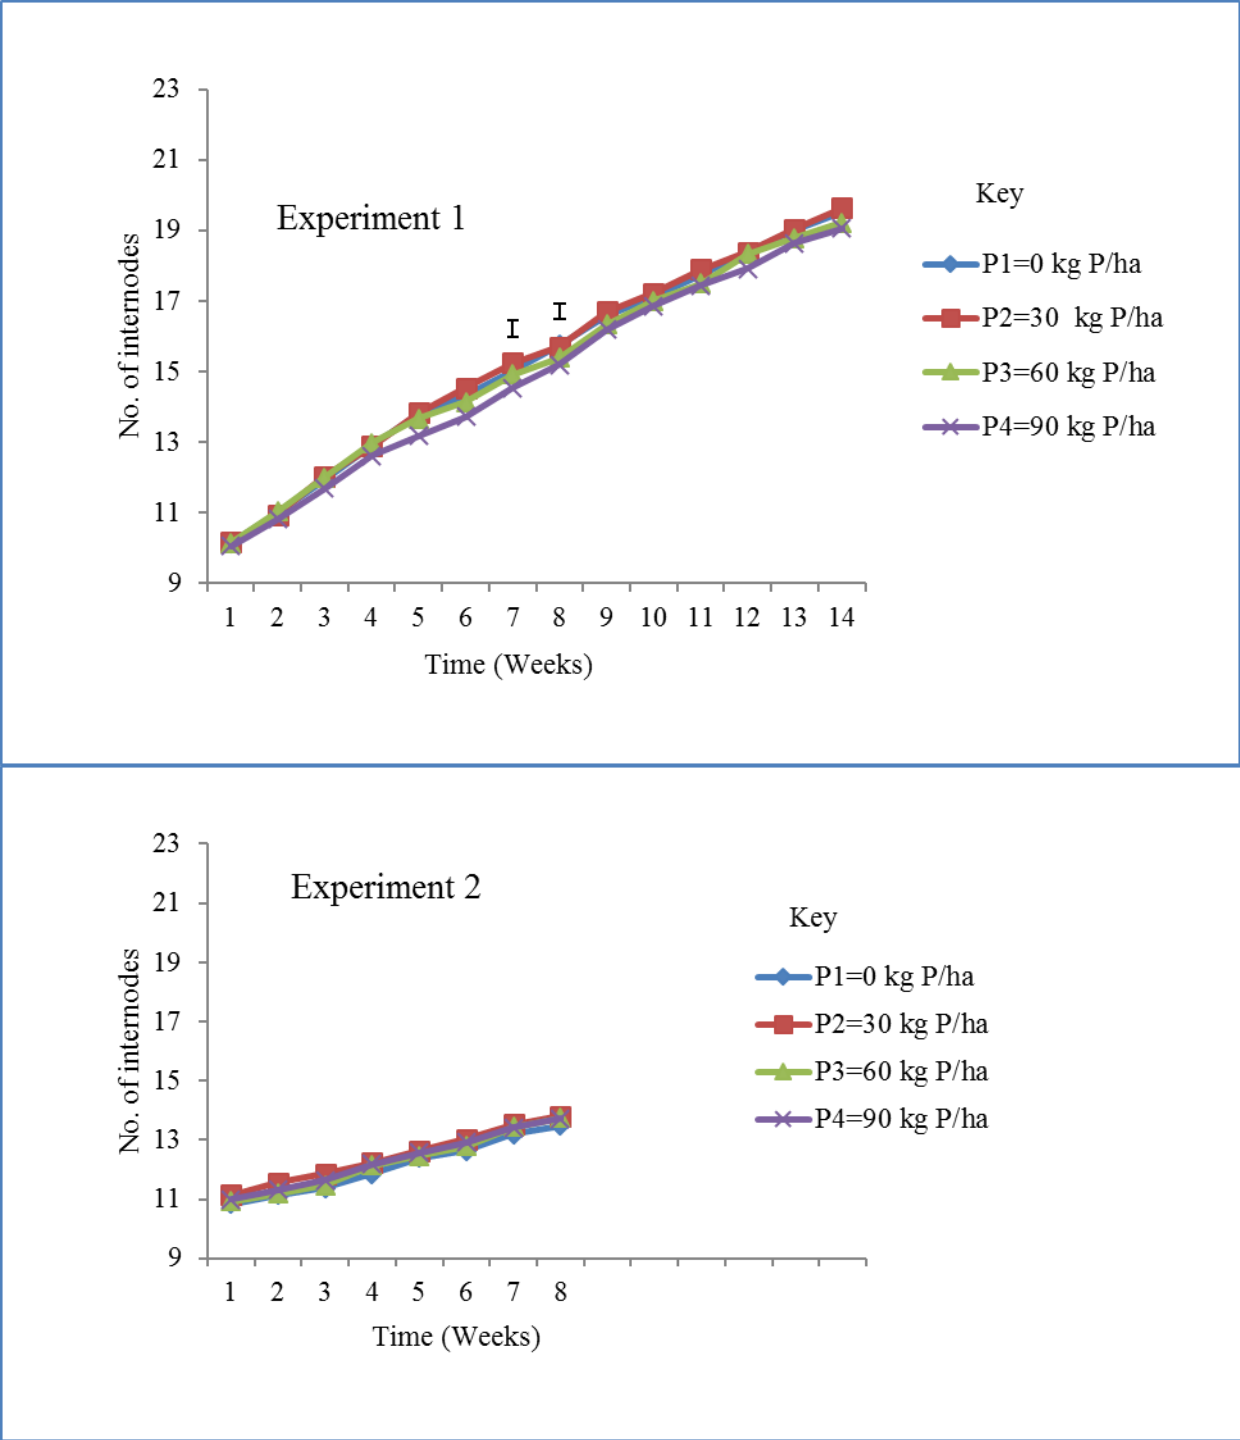 23
21
19
17
15
13
11
9
No. of internodes
Experiment 1
1 2 3 4 5 6 7 8 9 10 11 12 13 14
Time (Weeks)
Key
P1=0 kg P/ha
P2=30 kg P/ha
P3=60 kg P/ha
P4=90 kg P/ha
23
21
19
17
15
13
11
9
No. of internodes
Experiment 2
1 2 3 4 5 6 7 8
Time (Weeks)
Key
P1=0 kg P/ha
P2=30 kg P/ha
P3=60 kg P/ha
P4=90 kg P/ha